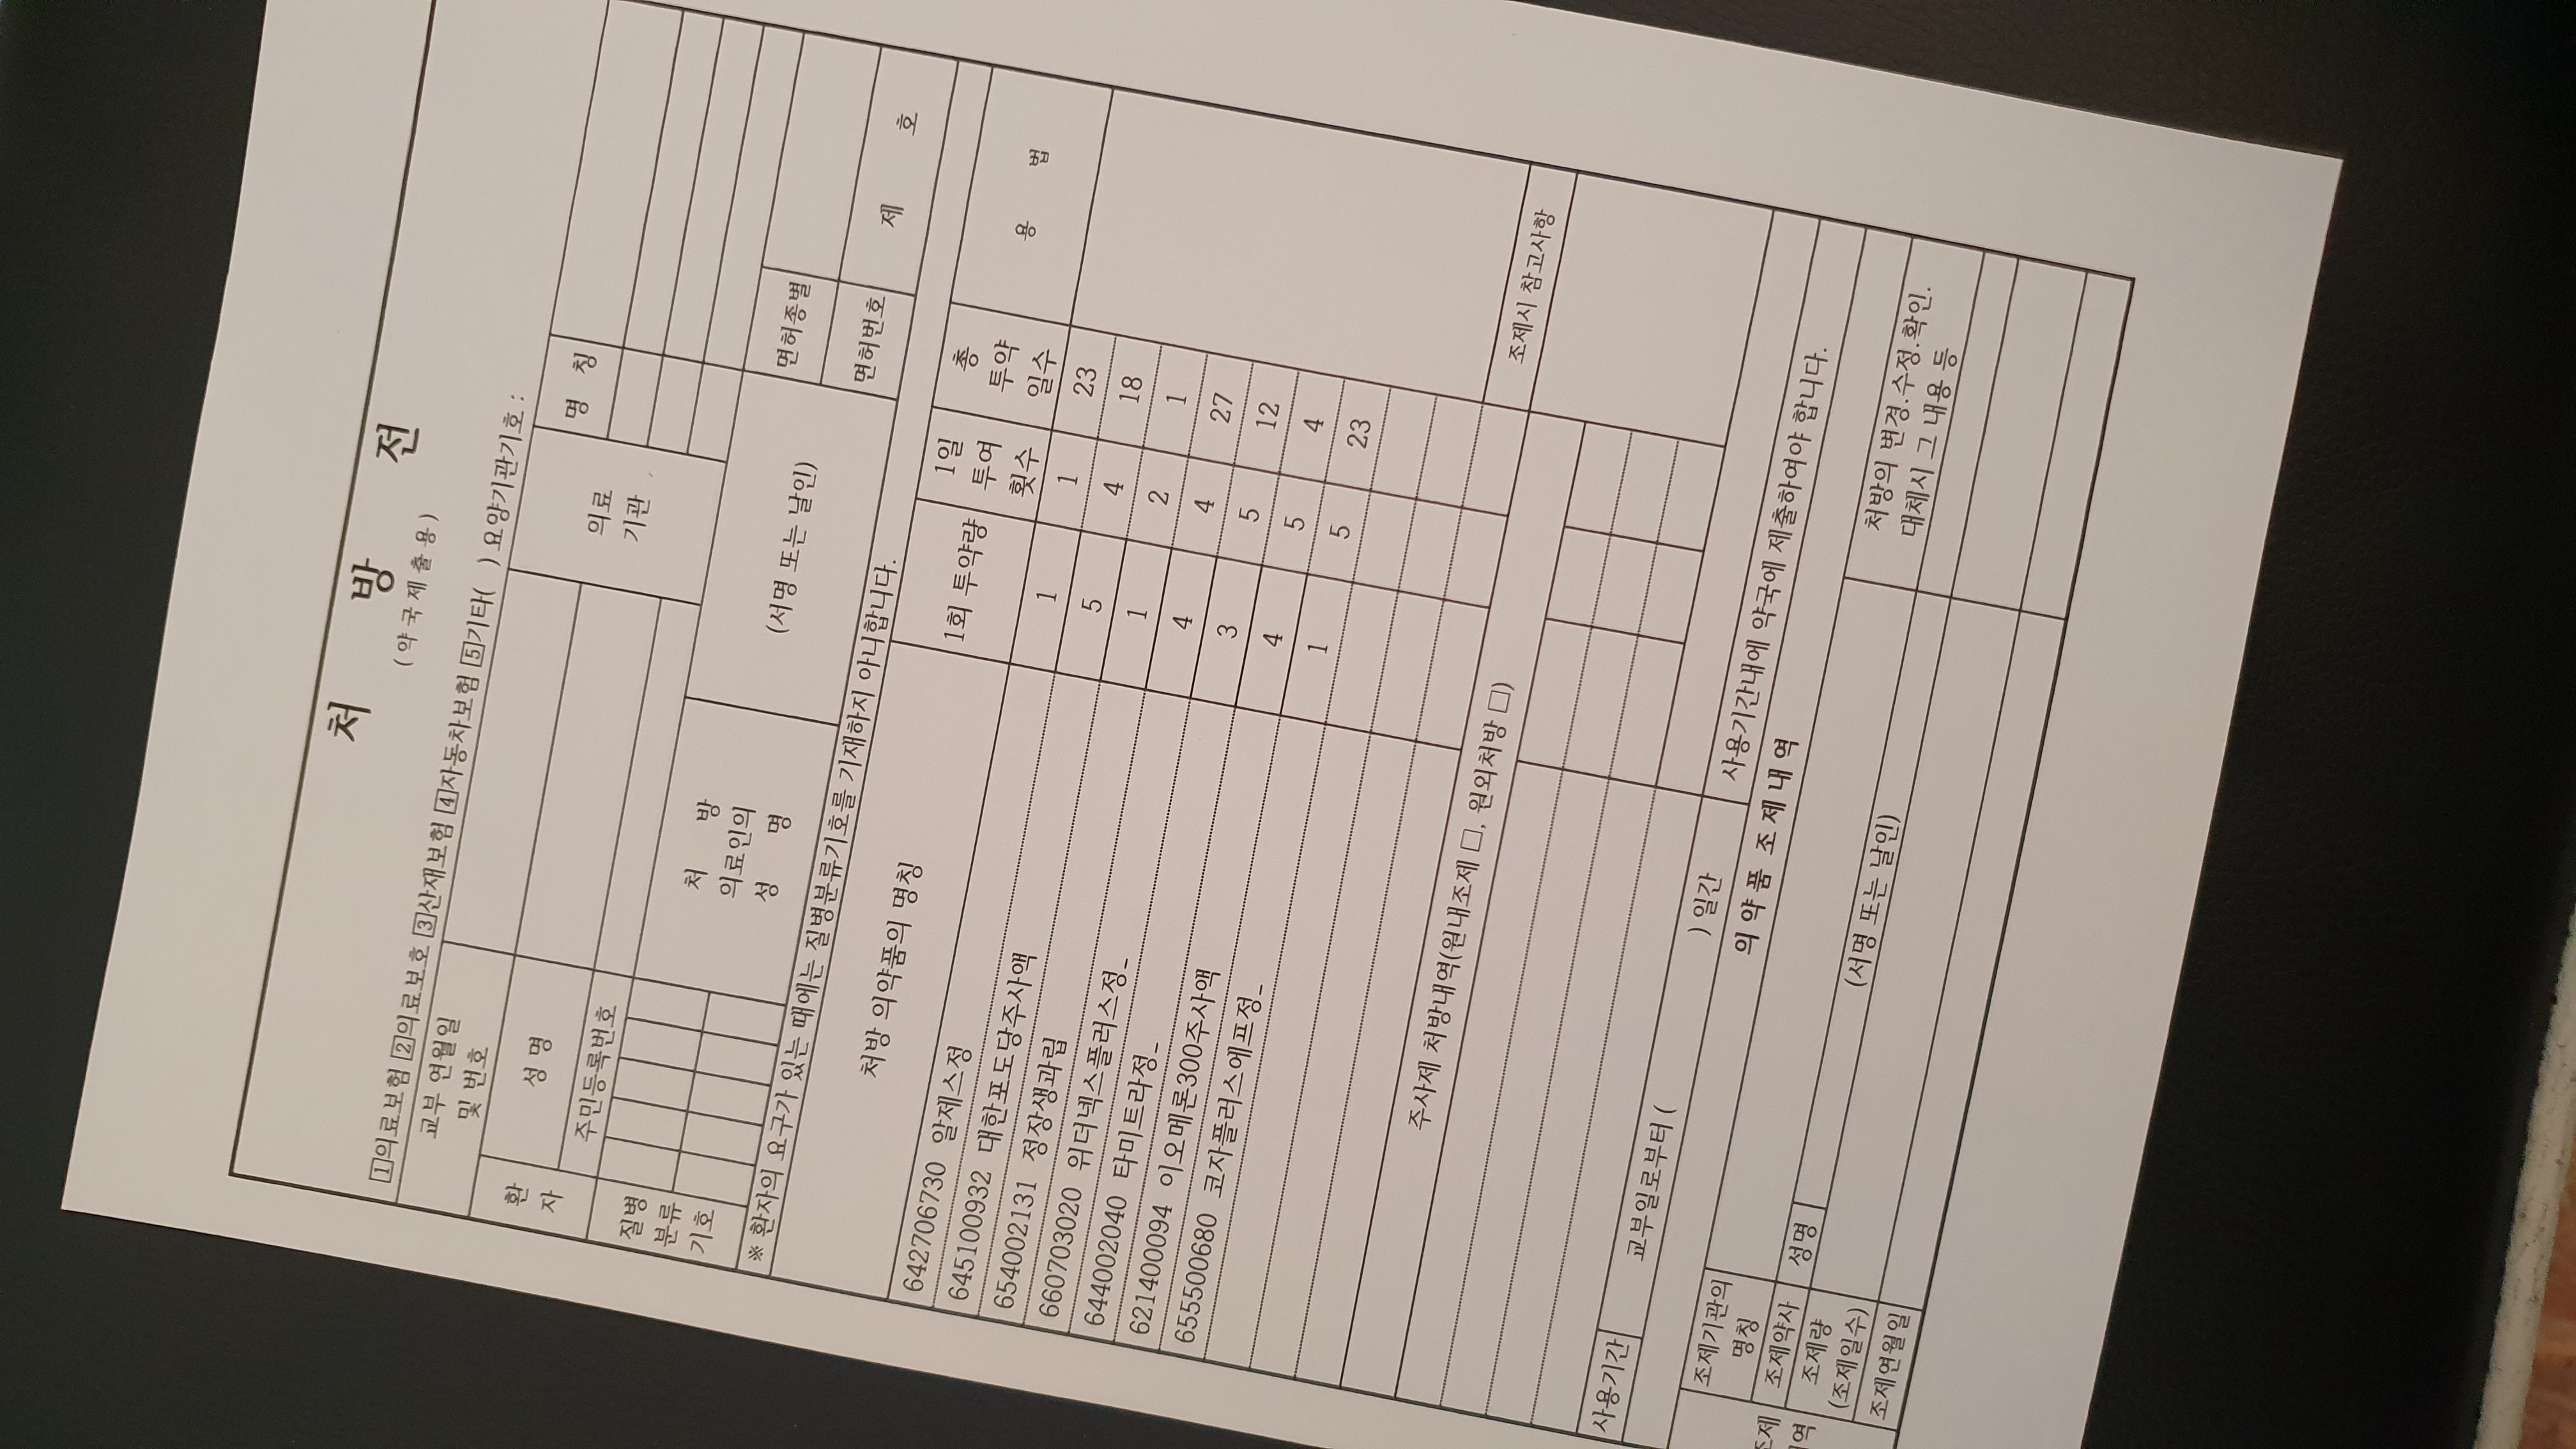 처 방 전
(약국제출용)
1의료보험 2의료보호 3산재보험 4자동차보험 5기타( ) 요양기관기호 :
교부 연월일
및 번호
환
자
성 명
주민등록번호
의료
기관
명 칭
질병
분류
기호
처 방
의료인의
성 명
(서명 또는 날인)
면허종별
면허번호
제 호
※ 환자의 요구가 있는 때에는 질병분류기호를 기재하지 아니합니다.
처방 의약품의 명칭
1회 투약량
1일
투여
횟수
총
투약
일수
용 법
642706730 알제스정 1 1 23
645100932 대한포도당주사액 5 4 18
654002131 정장생과립 1 2 1
660703020 위더넥스플러스정_ 4 4 27
644002040 타미트라정_ 3 5 12
621400094 이오메론300주사액 4 5 4
655500680 코자플러스에프정_ 1 5 23
주사제 처방내역(원내조제 □, 원외처방 □)
조제시 참고사항
사용기간
교부일로부터 ( ) 일간
사용기간내에 약국에 제출하여야 합니다.
의 약 품 조 제 내 역
조제
내역
조제기관의
명칭
조제약사
성명
(서명 또는 날인)
조제량
(조제일수)
조제연월일
처방의 변경.수정.확인.
대체시 그 내용 등